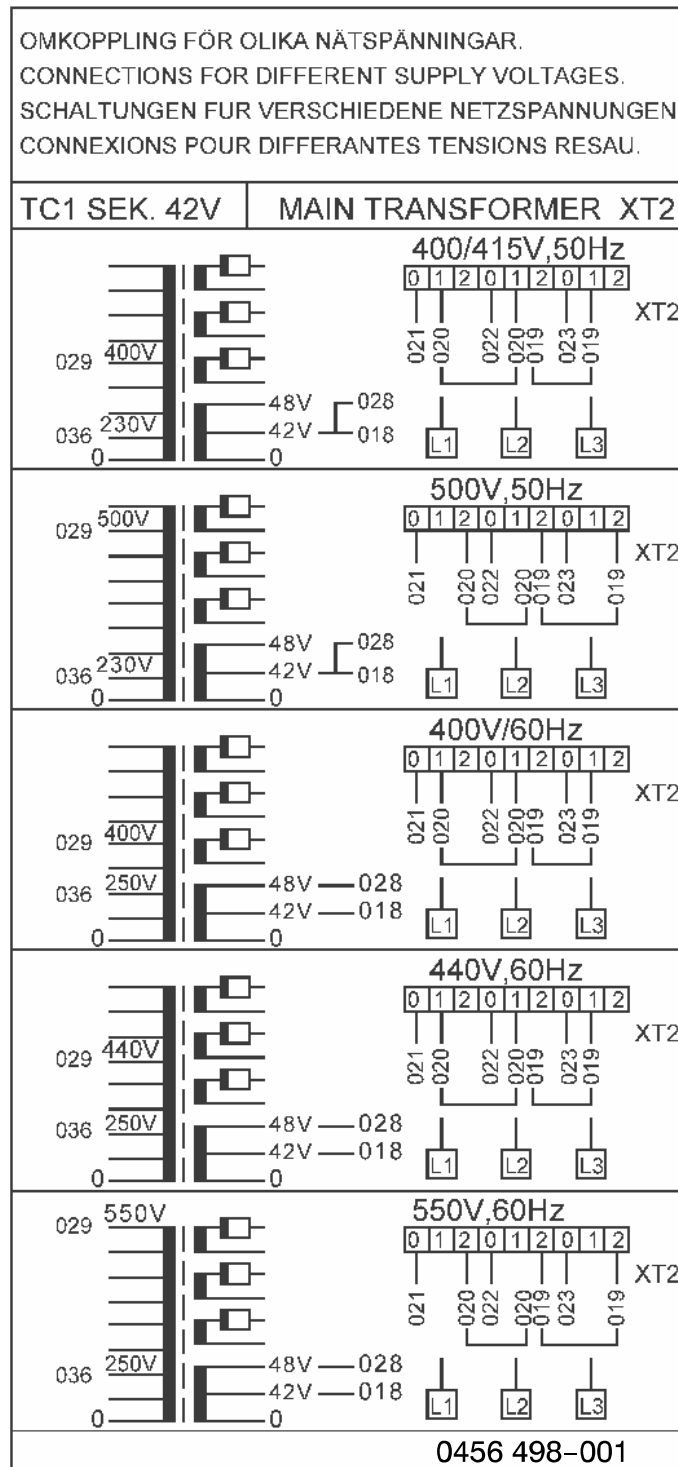 OMKOPPLING FÖR OLIKA NÄTSPÄNNINGAR.
CONNECTIONS FOR DIFFERENT SUPPLY VOLTAGES.
SCHALTUNGEN FUR VERSCHIEDENE NETZSPANNUNGEN
CONNEXIONS POUR DIFFERANTES TENSIONS RESAU.
TC1 SEK. 42V MAIN TRANSFORMER XT2
400/415V,50Hz
0 1 2 0 1 2 0 1 2
XT2
021 020 022 020 019 023 019
029 400V
48V 028
036 230V 42V 018
0 0
L1 L2 L3
500V,50Hz
0 1 2 0 1 2 0 1 2
029 500V
XT2
021 020 022 020 019 023 019
48V 028
036 230V 42V 018
0 0
L1 L2 L3
400V/60Hz
0 1 2 0 1 2 0 1 2
XT2
021 020 022 020 019 023 019
029 400V
036 250V 48V 028
42V 018
0 0
L1 L2 L3
440V,60Hz
0 1 2 0 1 2 0 1 2
XT2
029 440V
021 020 022 020 019 023 019
036 250V 48V 028
42V 018
0 0
L1 L2 L3
029 550V 550V,60Hz
0 1 2 0 1 2 0 1 2
XT2
021 020 022 020 019 023 019
036 250V 48V 028
42V 018
0 0
L1 L2 L3
0456 498-001